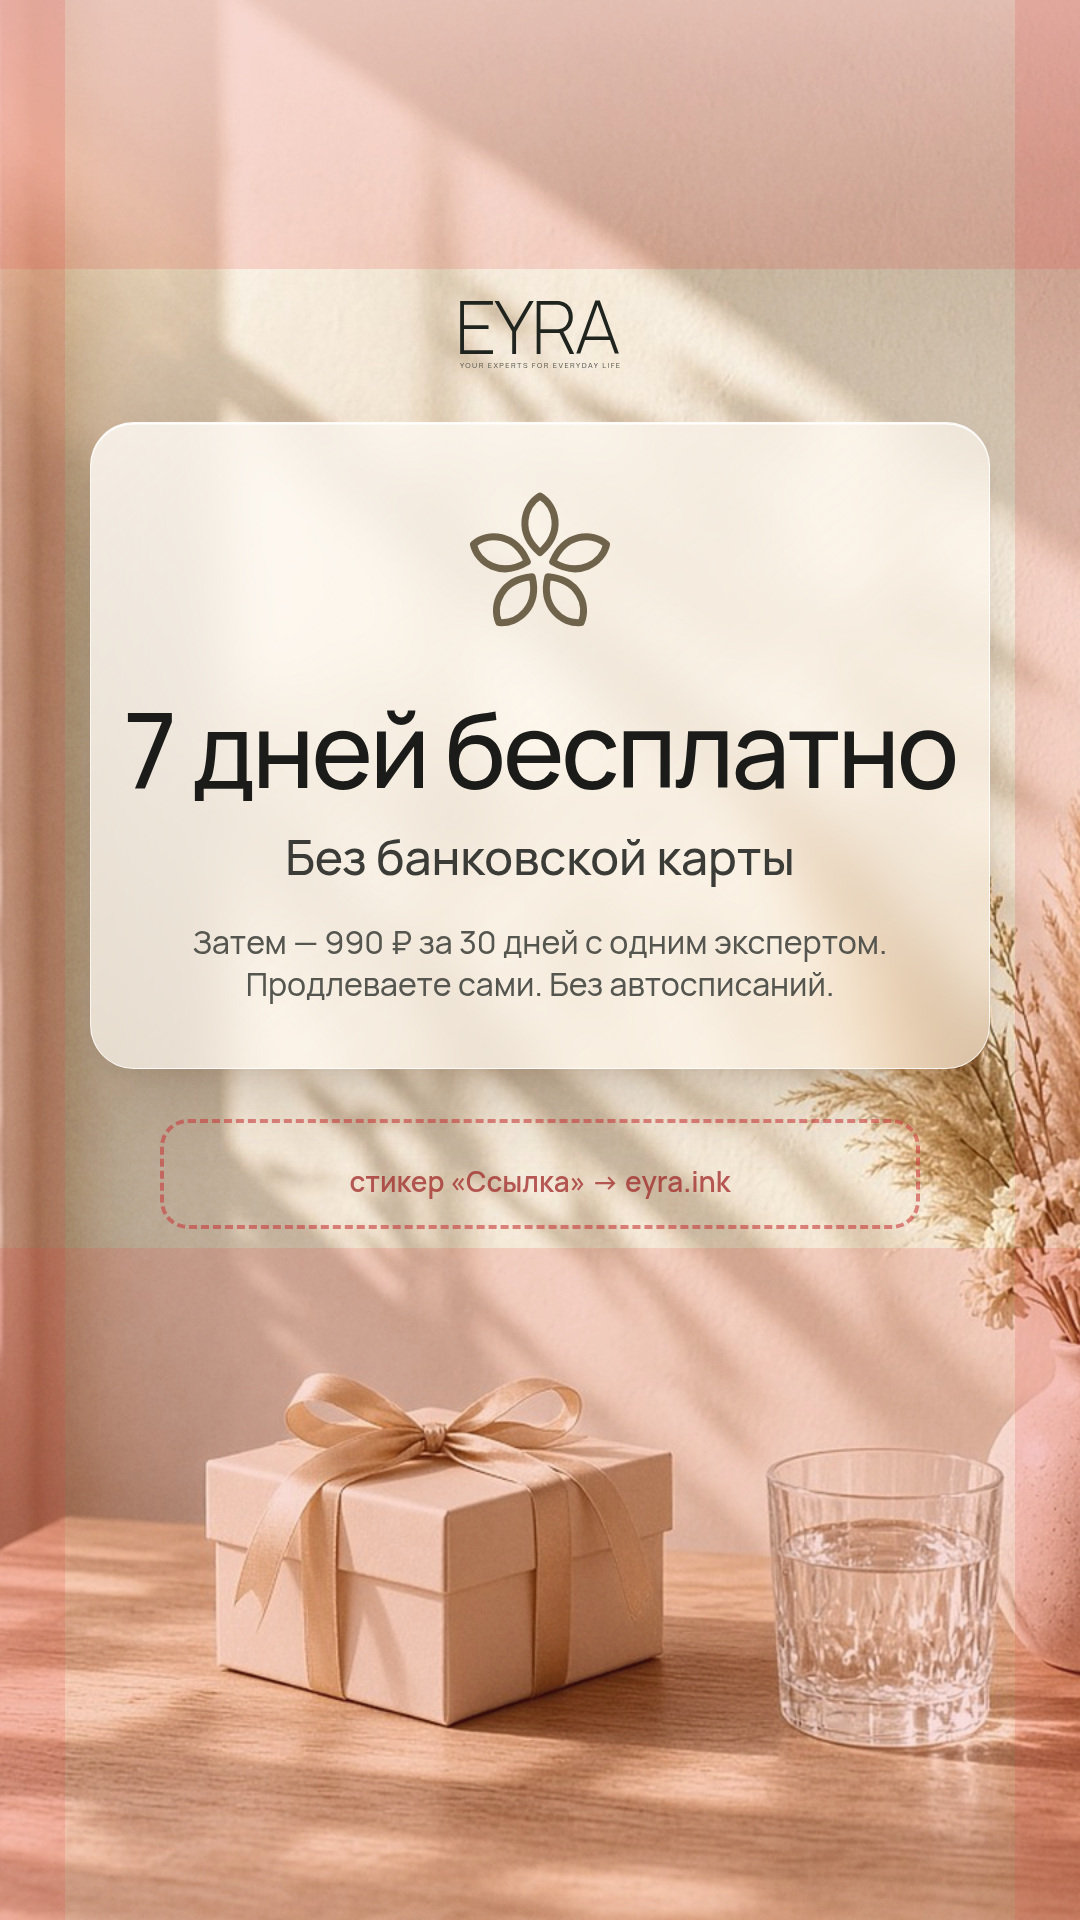 EYRA
YOUR EXPERTS FOR EVERYDAY LIFE
7 дней бесплатно
Без банковской карты
Затем — 990 ₽ за 30 дней с одним экспертом.
Продлеваете сами. Без автосписаний.
стикер «Ссылка» → eyra.ink